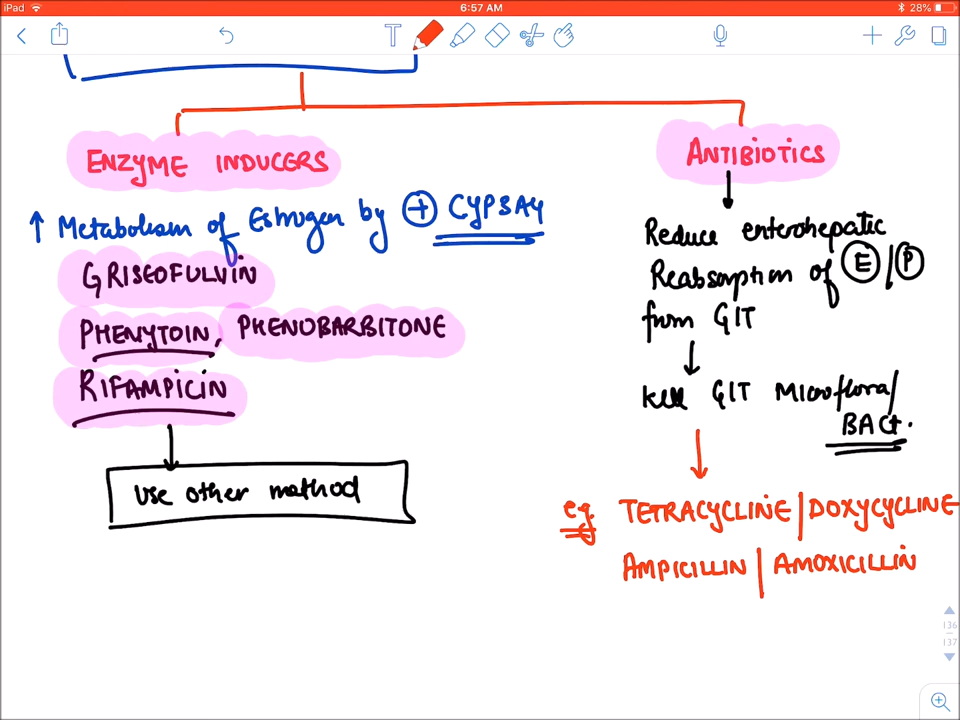 iPad
6:57 AM
28%
T
ENZYME INDUCERS
↑ Metabolism of Estrogen by (+) CYP3A4
GRISEOFULVIN
PHENYTOIN, PHENOBARBITONE
RIFAMPICIN
Use other method
ANTIBIOTICS
Reduce enterohepatic
Reabsorption of (E)/(P)
from GIT
Kill GIT Microflora/
BACt.
eg. TETRACYCLINE|DOXYCYCLINE
AMPICILLIN|AMOXICILLIN
136
137